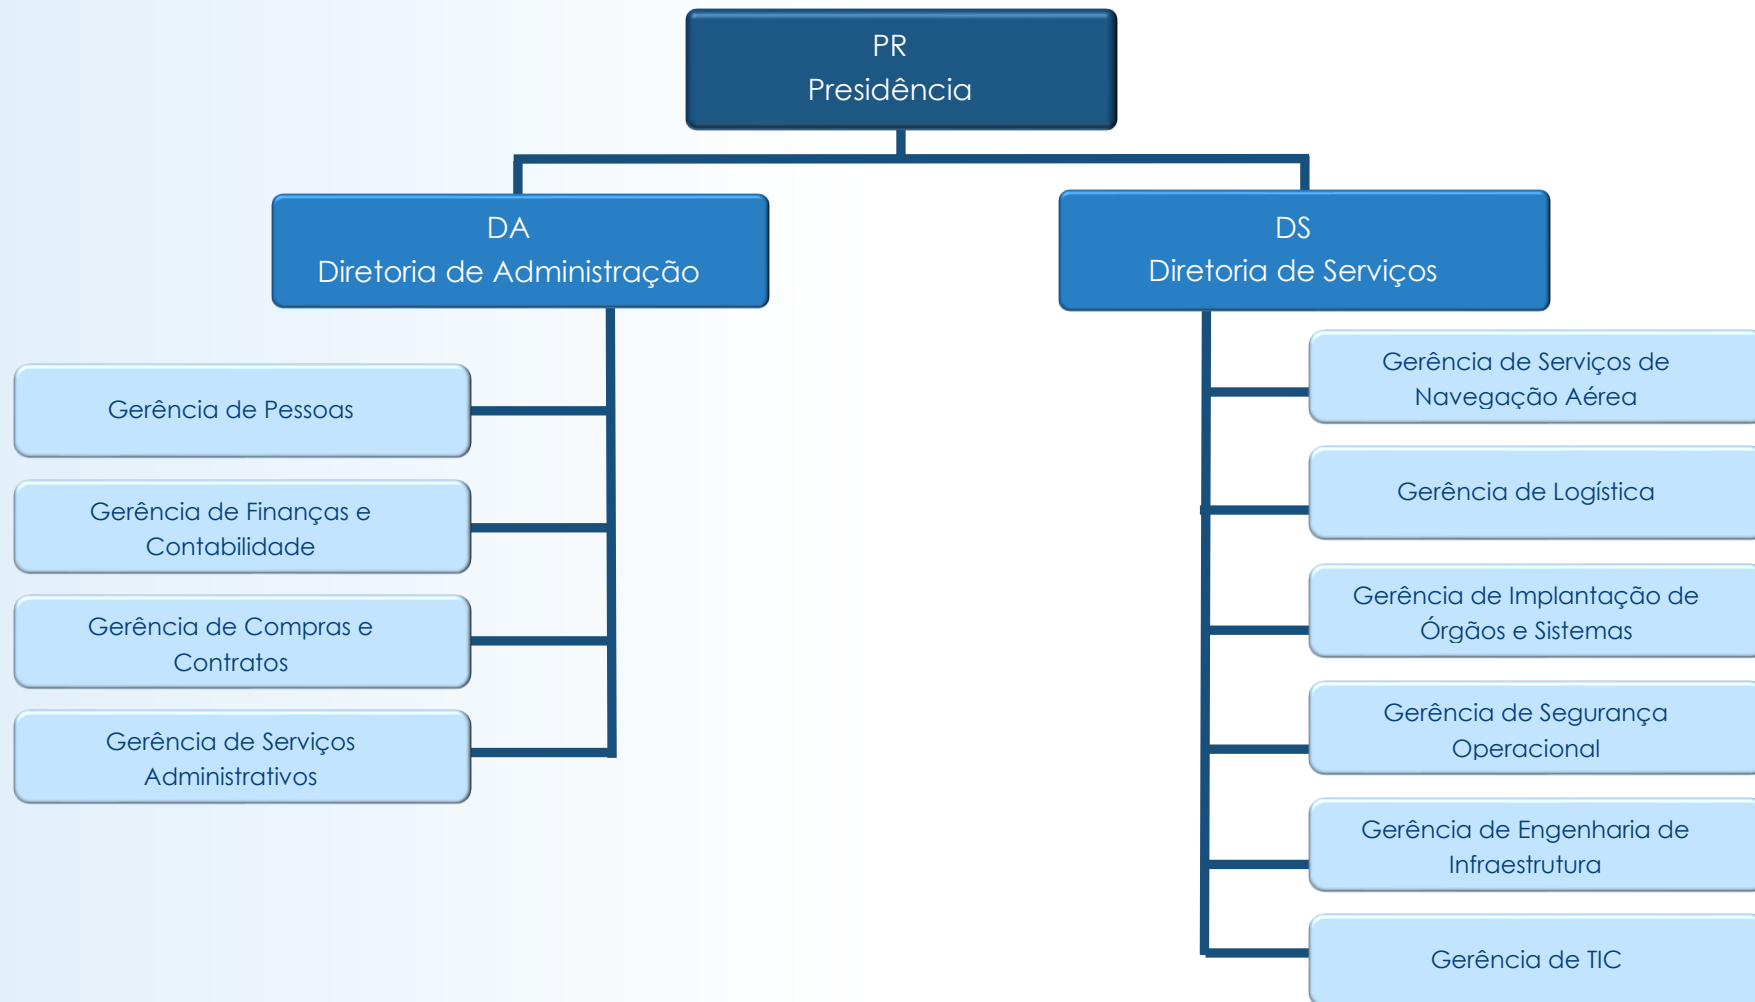 PR
Presidência
DA
Diretoria de Administração
DS
Diretoria de Serviços
Gerência de Pessoas
Gerência de Finanças e
Contabilidade
Gerência de Compras e
Contratos
Gerência de Serviços
Administrativos
Gerência de Serviços de
Navegação Aérea
Gerência de Logística
Gerência de Implantação de
Órgãos e Sistemas
Gerência de Segurança
Operacional
Gerência de Engenharia de
Infraestrutura
Gerência de TIC